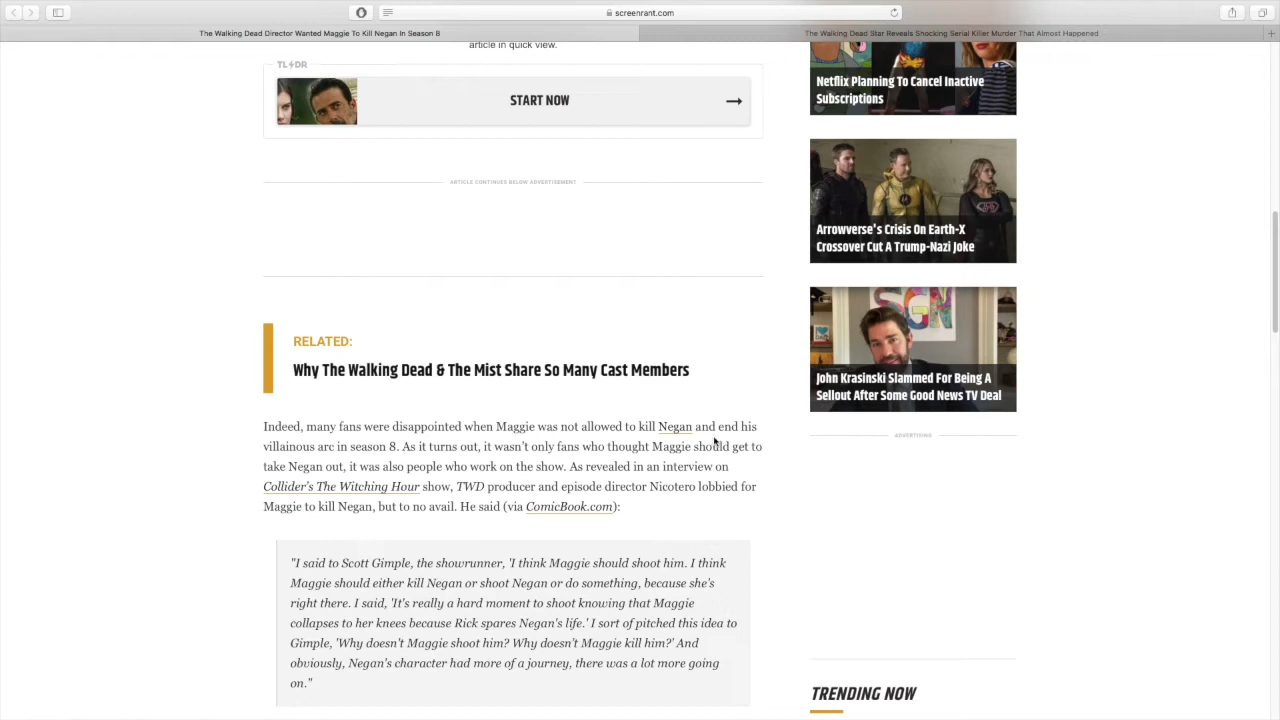 screenrant.com
The Walking Dead Director Wanted Maggie To Kill Negan In Season 8
The Walking Dead Star Reveals Shocking Serial Killer Murder That Almost Happened
article in quick view.
TL DR
START NOW
ARTICLE CONTINUES BELOW ADVERTISEMENT
RELATED:
Why The Walking Dead & The Mist Share So Many Cast Members
Indeed, many fans were disappointed when Maggie was not allowed to kill Negan and end his
villainous arc in season 8. As it turns out, it wasn't only fans who thought Maggie should get to
take Negan out, it was also people who work on the show. As revealed in an interview on
Collider's The Witching Hour show, TWD producer and episode director Nicotero lobbied for
Maggie to kill Negan, but to no avail. He said (via ComicBook.com):
"I said to Scott Gimple, the showrunner, 'I think Maggie should shoot him. I think
Maggie should either kill Negan or shoot Negan or do something, because she's
right there. I said, 'It's really a hard moment to shoot knowing that Maggie
collapses to her knees because Rick spares Negan's life.' I sort of pitched this idea to
Gimple, 'Why doesn't Maggie shoot him? Why doesn't Maggie kill him?' And
obviously, Negan's character had more of a journey, there was a lot more going
on."
Netflix Planning To Cancel Inactive
Subscriptions
Arrowverse's Crisis On Earth-X
Crossover Cut A Trump-Nazi Joke
SGN
John Krasinski Slammed For Being A
Sellout After Some Good News TV Deal
ADVERTISING
TRENDING NOW